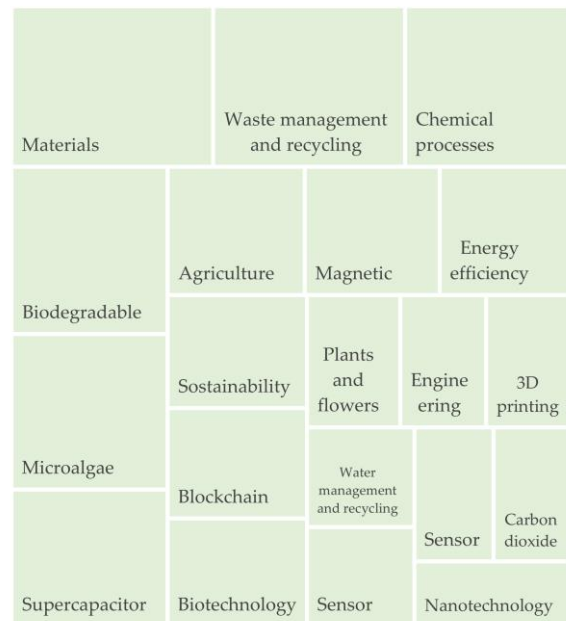 Materials
Waste management
and recycling
Chemical
processes
Biodegradable
Agriculture
Magnetic
Energy
efficiency
Sostainability
Plants
and
flowers
Engine
ering
3D
printing
Microalgae
Blockchain
Water
management
and recycling
Sensor
Carbon
dioxide
Supercapacitor
Biotechnology
Sensor
Nanotechnology